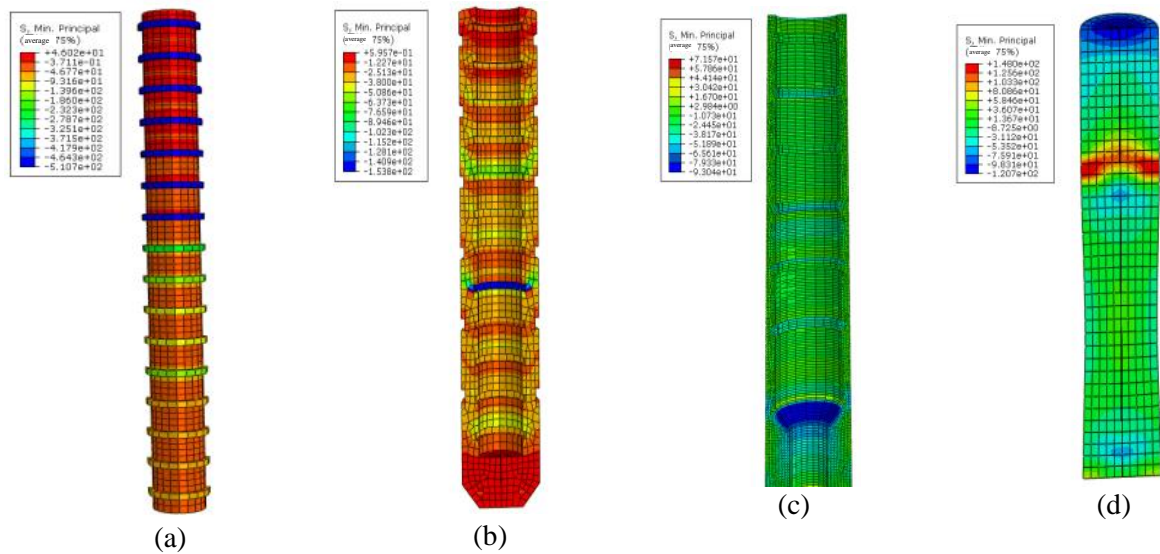 S, Min. Principal
(average 75%)
+4.602e+01
-3.711e-01
-4.677e+01
-9.316e+01
-1.396e+02
-1.860e+02
-2.323e+02
-2.787e+02
-3.251e+02
-3.715e+02
-4.179e+02
-4.643e+02
-5.107e+02
(a)
S, Min. Principal
(average 75%)
+5.957e-01
-1.227e+01
-2.513e+01
-3.800e+01
-5.086e+01
-6.373e+01
-7.659e+01
-8.946e+01
-1.023e+02
-1.152e+02
-1.281e+02
-1.409e+02
-1.538e+02
(b)
S, Min. Principal
(average 75%)
+7.157e+01
+5.786e+01
+4.414e+01
+3.042e+01
+1.670e+01
+2.984e+00
-1.073e+01
-2.445e+01
-3.817e+01
-5.189e+01
-6.561e+01
-7.933e+01
-9.304e+01
(c)
S, Min. Principal
(average 75%)
+1.480e+02
+1.256e+02
+1.033e+02
+8.086e+01
+5.846e+01
+3.607e+01
+1.367e+01
-8.725e+00
-3.112e+01
-5.352e+01
-7.591e+01
-9.831e+01
-1.207e+02
(d)